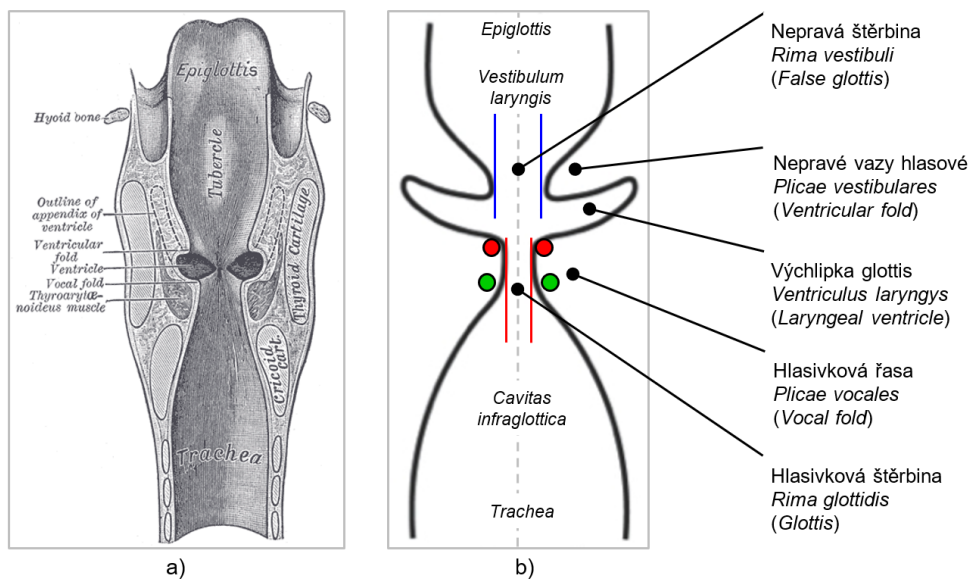 Epiglottis
Hyoid bone
Tubercle
Outline of
appendix of
ventricle
Ventricular
fold
Ventricle
Vocal fold
Thyroarytæ-
noideus muscle
Thyroid Cartilage
Cricoid
cart.
Trachea
a)
Epiglottis
Vestibulum
laryngis
Cavitas
infraglottica
Trachea
b)
Nepravá štěrbina
Rima vestibuli
(False glottis)
Nepravé vazy hlasové
Plicae vestibulares
(Ventricular fold)
Výchlipka glottis
Ventriculus laryngys
(Laryngeal ventricle)
Hlasivková řasa
Plicae vocales
(Vocal fold)
Hlasivková štěrbina
Rima glottidis
(Glottis)